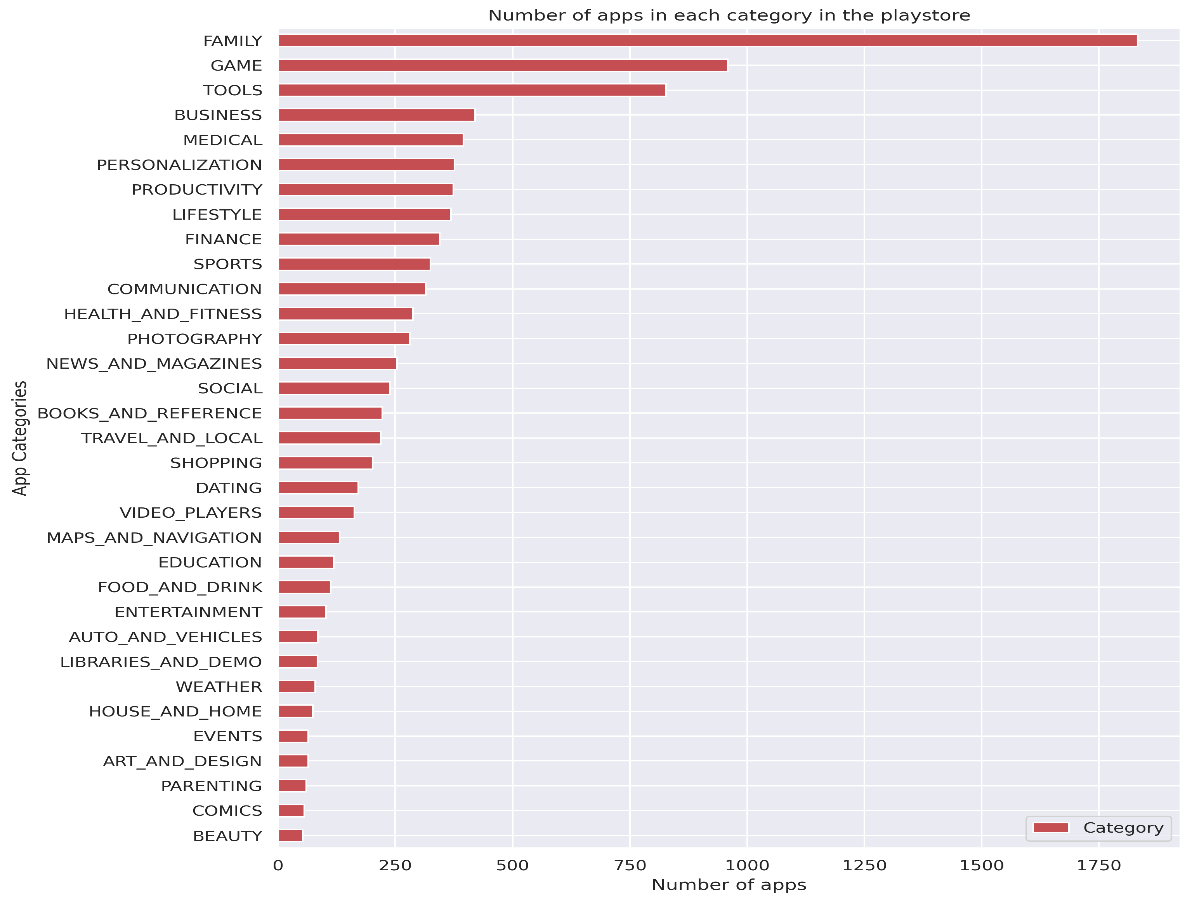 Number of apps in each category in the playstore
FAMILY
GAME
TOOLS
BUSINESS
MEDICAL
PERSONALIZATION
PRODUCTIVITY
LIFESTYLE
FINANCE
SPORTS
COMMUNICATION
HEALTH_AND_FITNESS
PHOTOGRAPHY
NEWS_AND_MAGAZINES
SOCIAL
BOOKS_AND_REFERENCE
TRAVEL_AND_LOCAL
SHOPPING
DATING
VIDEO_PLAYERS
MAPS_AND_NAVIGATION
EDUCATION
FOOD_AND_DRINK
ENTERTAINMENT
AUTO_AND_VEHICLES
LIBRARIES_AND_DEMO
WEATHER
HOUSE_AND_HOME
EVENTS
ART_AND_DESIGN
PARENTING
COMICS
BEAUTY
App Categories
Category
0 250 500 750 1000 1250 1500 1750
Number of apps